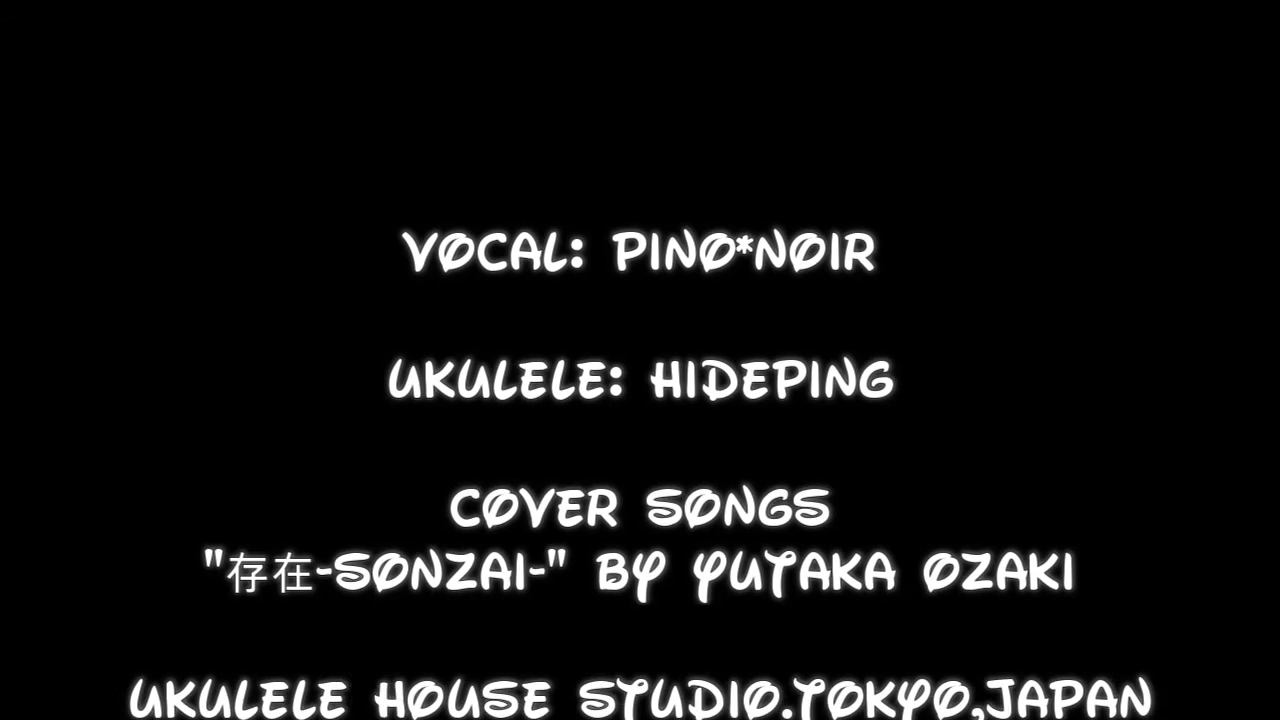 VOCAL: PINO*NOIR
UKULELE: HIDEPING
COVER SONGS
"存在-SONZAI-" BY YUTAKA OZAKI
UKULELE HOUSE STUDIO.TOKYO,JAPAN